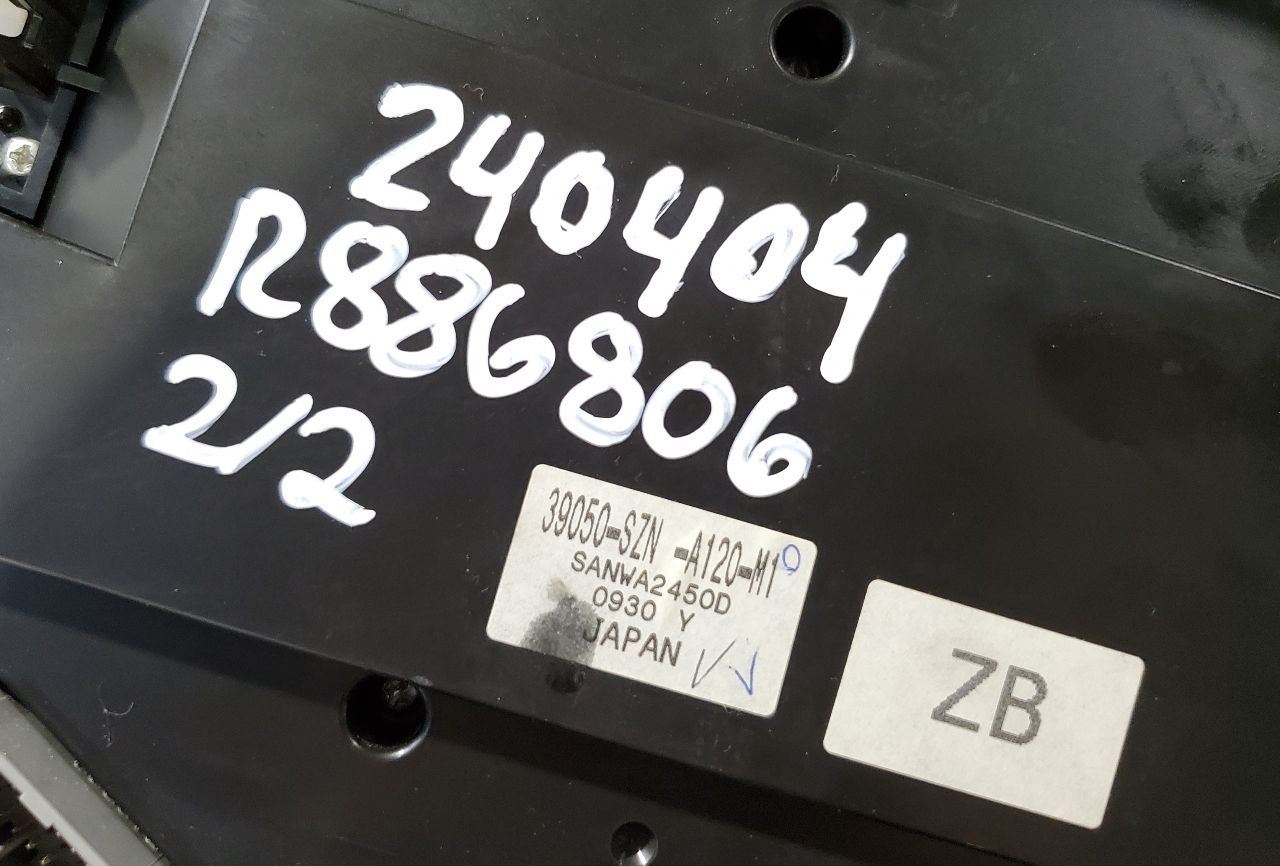 240404
R886806
2/2
39050-SZN -A120-M1
SANWA2450D
0930 Y
JAPAN
ZB